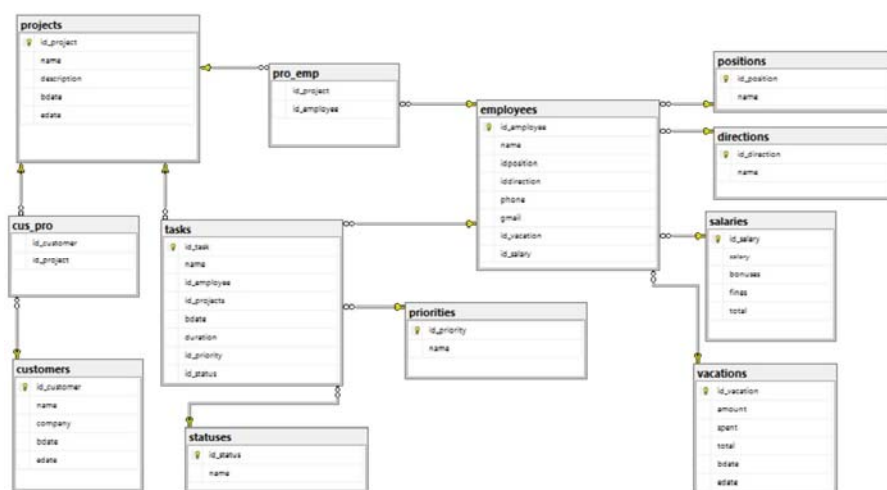 projects
id_project
name
description
bdate
edate
pro_emp
id_project
id_employee
employees
id_employee
name
idposition
iddirection
phone
gmail
id_vacation
id_salary
positions
id_position
name
directions
id_direction
name
cus_pro
id_customer
id_project
tasks
id_task
name
id_employee
id_projects
bdate
duration
id_priority
id_status
salaries
id_salary
salary
bonuses
fines
total
priorities
id_priority
name
customers
id_customer
name
company
bdate
edate
statuses
id_status
name
vacations
id_vacation
amount
spent
total
bdate
edate